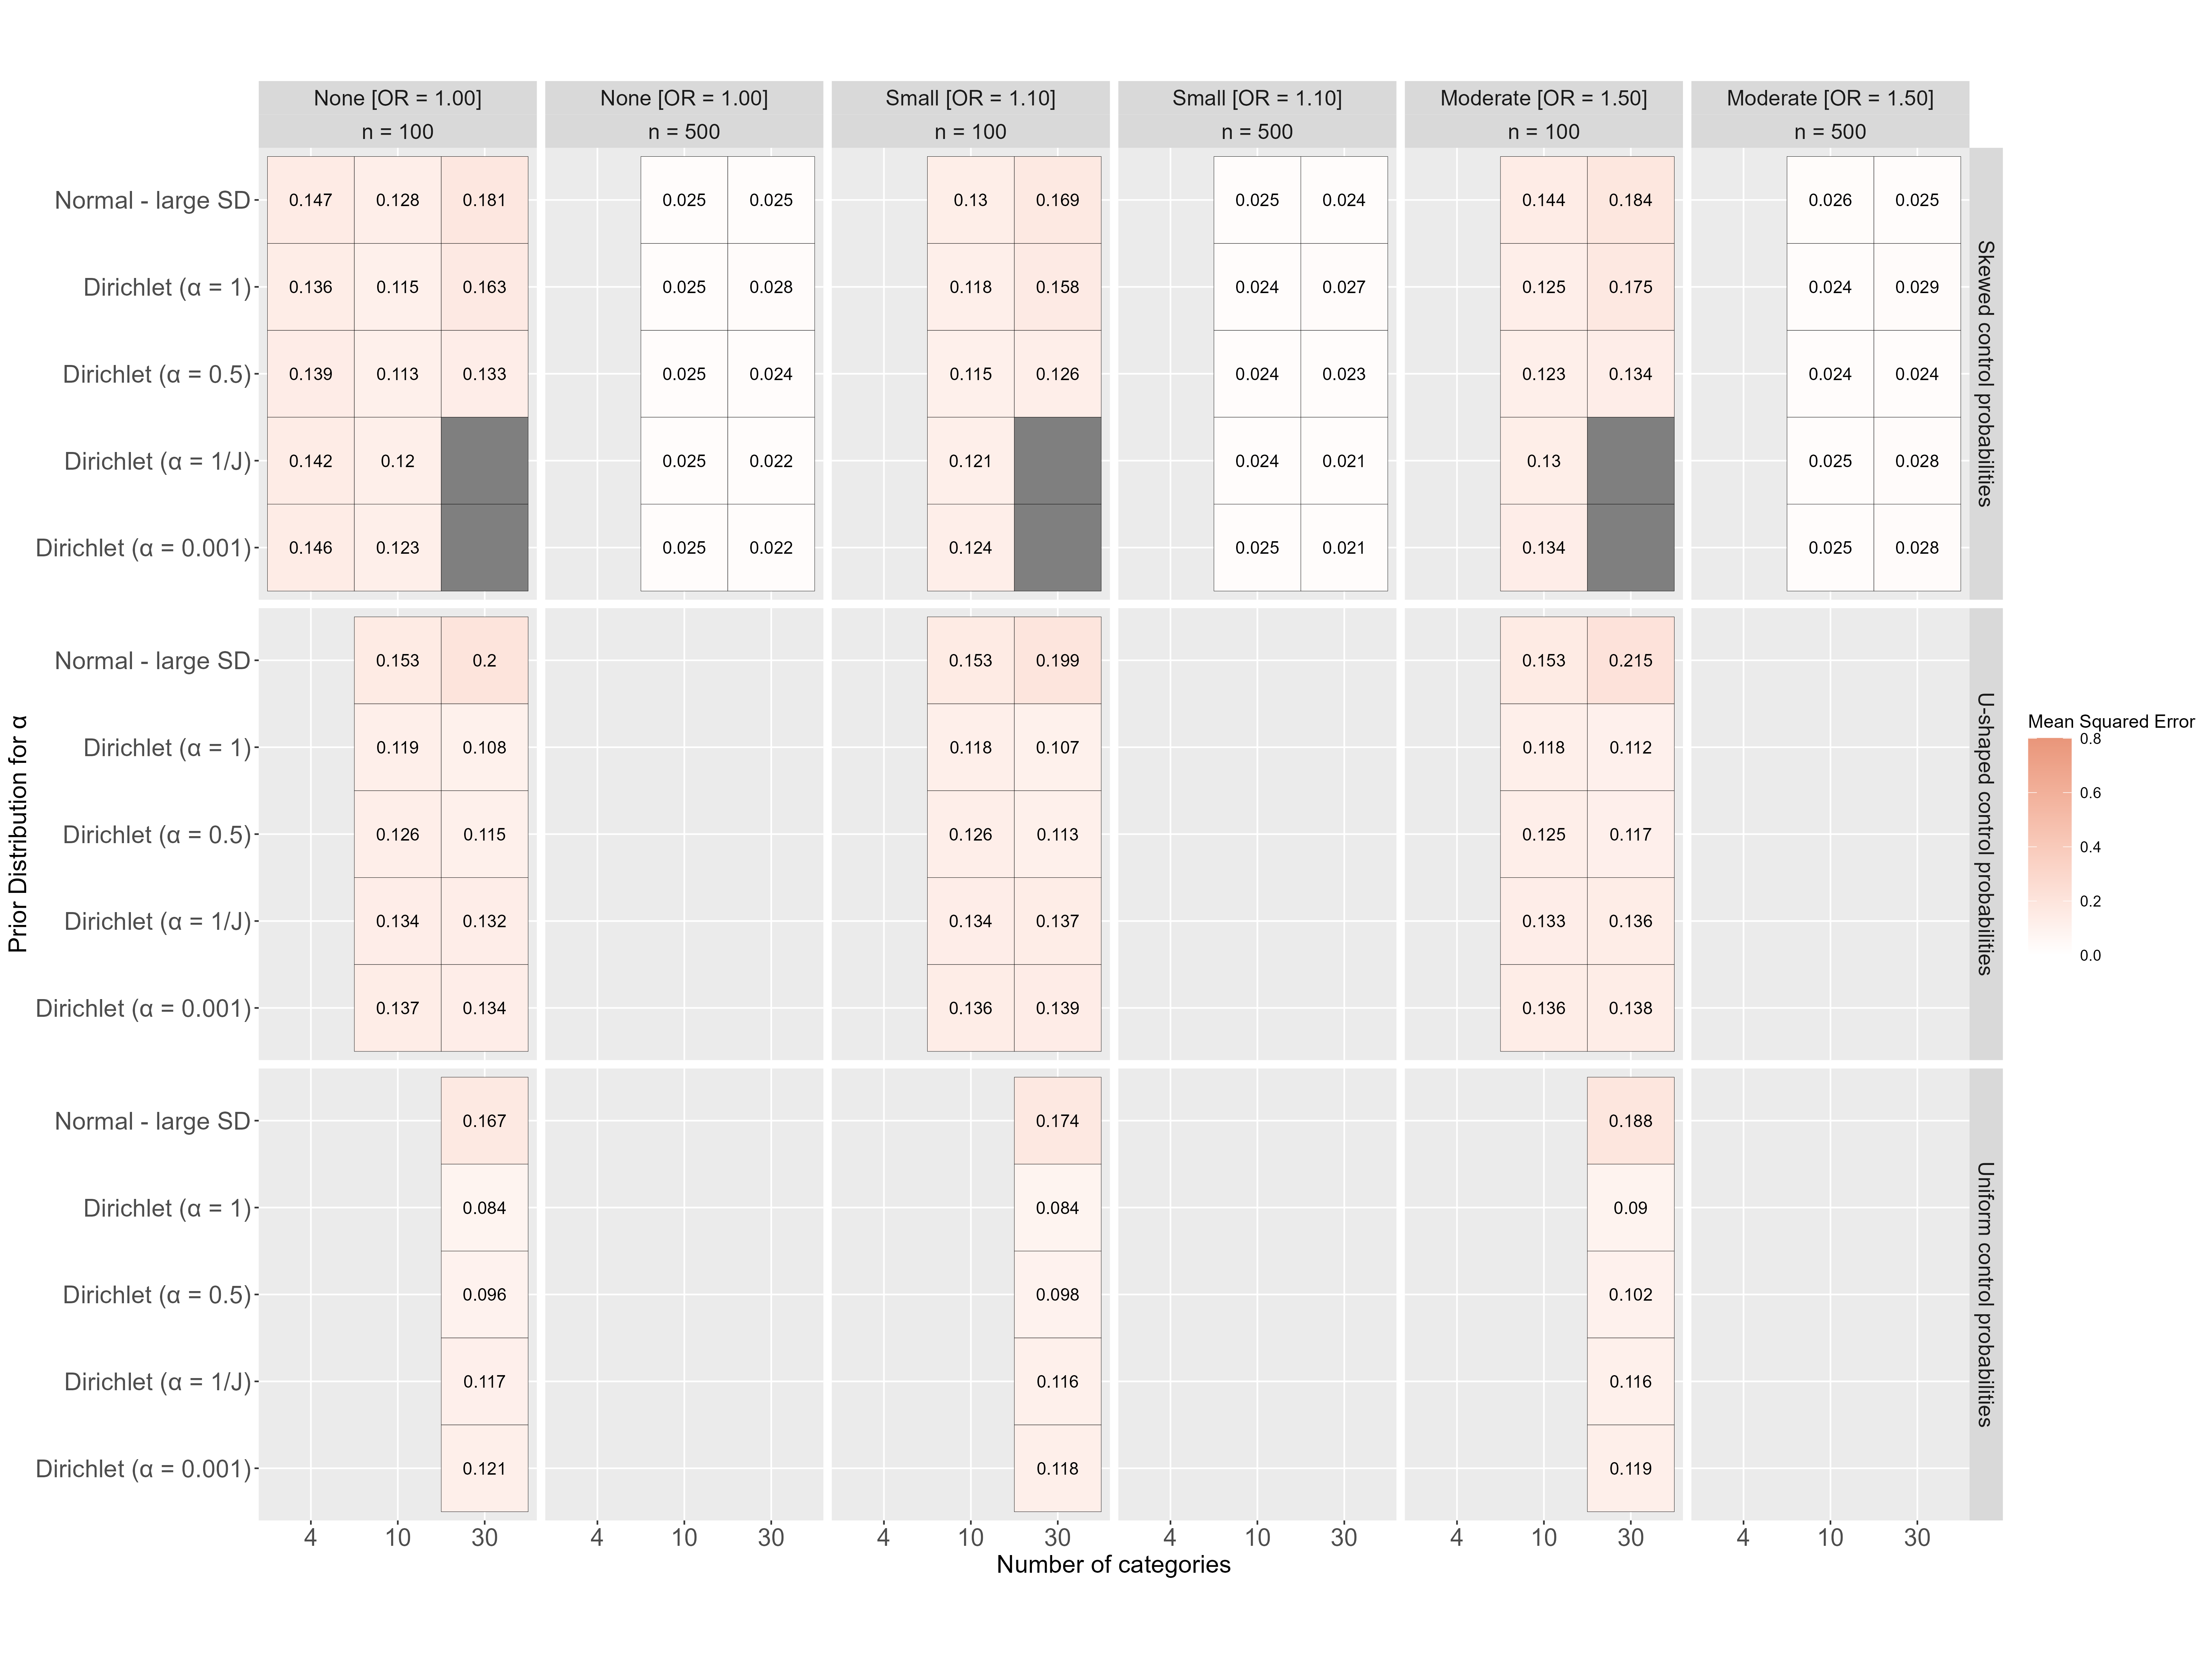 None [OR = 1.00] None [OR = 1.00] Small [OR = 1.10] Small [OR = 1.10] Moderate [OR = 1.50] Moderate [OR = 1.50]
n = 100 n = 500 n = 100 n = 500 n = 100 n = 500
Normal - large SD 0.147 0.128 0.181 0.025 0.025 0.13 0.169 0.025 0.024 0.144 0.184 0.026 0.025
Dirichlet (α = 1) 0.136 0.115 0.163 0.025 0.028 0.118 0.158 0.024 0.027 0.125 0.175 0.024 0.029
Dirichlet (α = 0.5) 0.139 0.113 0.133 0.025 0.024 0.115 0.126 0.024 0.023 0.123 0.134 0.024 0.024
Dirichlet (α = 1/J) 0.142 0.12 0.025 0.022 0.121 0.024 0.021 0.13 0.025 0.028
Dirichlet (α = 0.001) 0.146 0.123 0.025 0.022 0.124 0.025 0.021 0.134 0.025 0.028
Skewed control probabilities
Normal - large SD 0.153 0.2 0.153 0.199 0.153 0.215
Dirichlet (α = 1) 0.119 0.108 0.118 0.107 0.118 0.112
Dirichlet (α = 0.5) 0.126 0.115 0.126 0.113 0.125 0.117
Dirichlet (α = 1/J) 0.134 0.132 0.134 0.137 0.133 0.136
Dirichlet (α = 0.001) 0.137 0.134 0.136 0.139 0.136 0.138
U-shaped control probabilities
Normal - large SD 0.167 0.174 0.188
Dirichlet (α = 1) 0.084 0.084 0.09
Dirichlet (α = 0.5) 0.096 0.098 0.102
Dirichlet (α = 1/J) 0.117 0.116 0.116
Dirichlet (α = 0.001) 0.121 0.118 0.119
Uniform control probabilities
4 10 30 4 10 30 4 10 30 4 10 30 4 10 30 4 10 30
Number of categories
Prior Distribution for α
Mean Squared Error
0.8
0.6
0.4
0.2
0.0